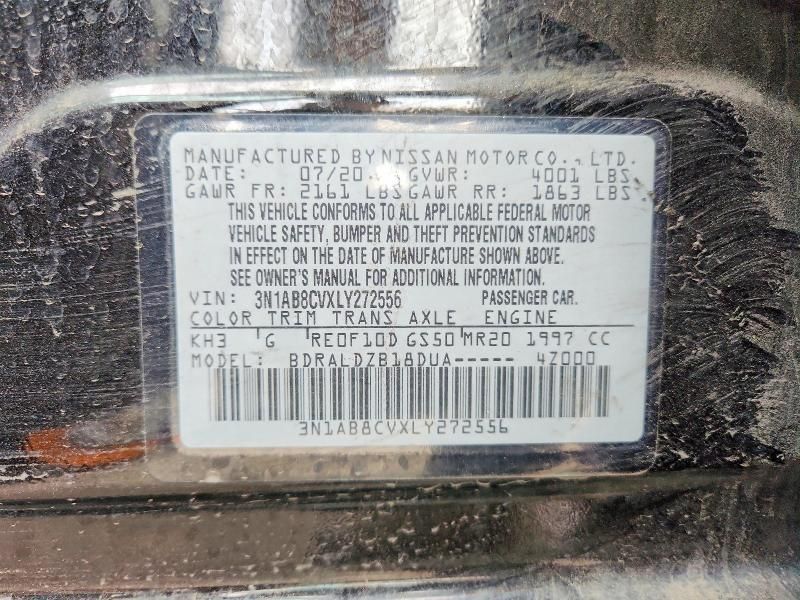 MANUFACTURED BY NISSAN MOTOR CO., LTD.
DATE: 07/20 GVWR: 4001 LBS
GAWR FR: 2161 LBS GAWR RR: 1863 LBS
THIS VEHICLE CONFORMS TO ALL APPLICABLE FEDERAL MOTOR
VEHICLE SAFETY, BUMPER AND THEFT PREVENTION STANDARDS
IN EFFECT ON THE DATE OF MANUFACTURE SHOWN ABOVE.
SEE OWNER'S MANUAL FOR ADDITIONAL INFORMATION.
VIN: 3N1AB8CVXLY272556 PASSENGER CAR.
COLOR TRIM TRANS AXLE ENGINE
KH3 G RE0F10D GS50 MR20 1997 CC
MODEL: BDRALDZB18DUA----- 4Z000
3N1AB8CVXLY272556